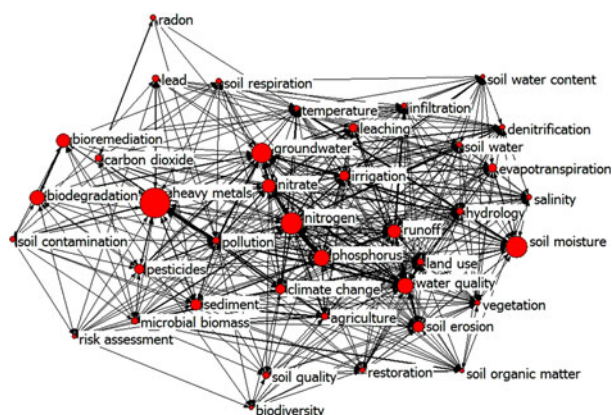 radon
lead
soil respiration
soil water content
temperature
infiltration
leaching
denitrification
bioremediation
groundwater
soil water
carbon dioxide
evapotranspiration
irrigation
nitrate
heavy metals
biodegradation
salinity
hydrology
nitrogen
runoff
soil contamination
pollution
soil moisture
phosphorus
land use
pesticides
climate change
water quality
sediment
vegetation
microbial biomass
agriculture
soil erosion
risk assessment
soil quality
restoration
soil organic matter
biodiversity